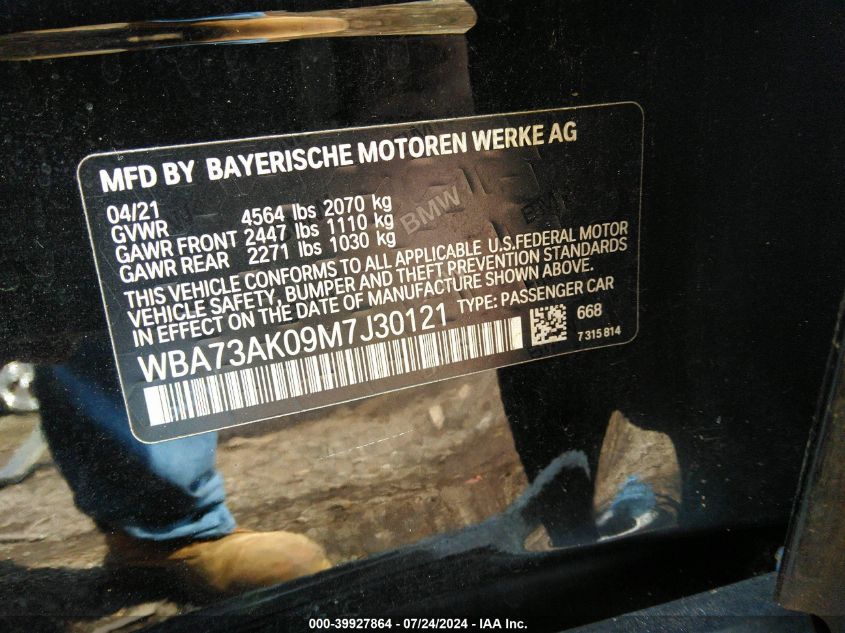 MFD BY BAYERISCHE MOTOREN WERKE AG
04/21
GVWR 4564 lbs 2070 kg
GAWR FRONT 2447 lbs 1110 kg
GAWR REAR 2271 lbs 1030 kg
THIS VEHICLE CONFORMS TO ALL APPLICABLE U.S.FEDERAL MOTOR
VEHICLE SAFETY, BUMPER AND THEFT PREVENTION STANDARDS
IN EFFECT ON THE DATE OF MANUFACTURE SHOWN ABOVE.
WBA73AK09M7J30121 TYPE: PASSENGER CAR
668
7 315 814
BMW
000-39927864 / 07/24/2024 - IAA Inc.